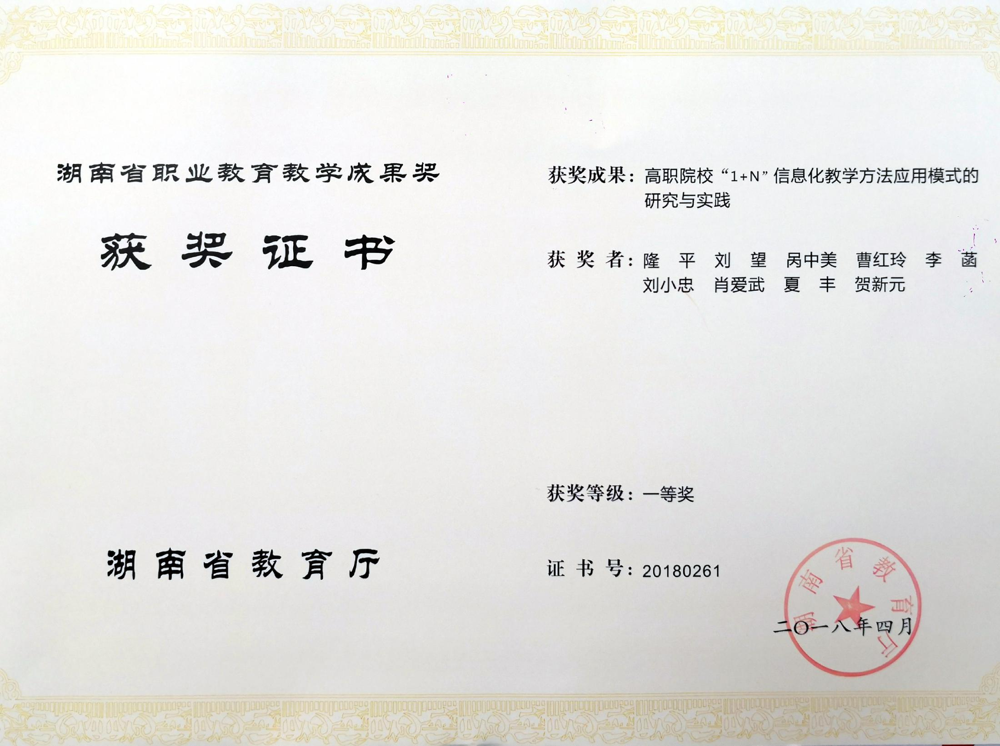 湖南省职业教育教学成果奖
获奖证书
湖南省教育厅
获奖成果：高职院校“1+N”信息化教学方法应用模式的
研究与实践
获奖者：隆 平 刘 望 呙中美 曹红玲 李 菡
刘小忠 肖爱武 夏 丰 贺新元
获奖等级：一等奖
证书号：20180261
湖南省教育厅
二〇一八年四月